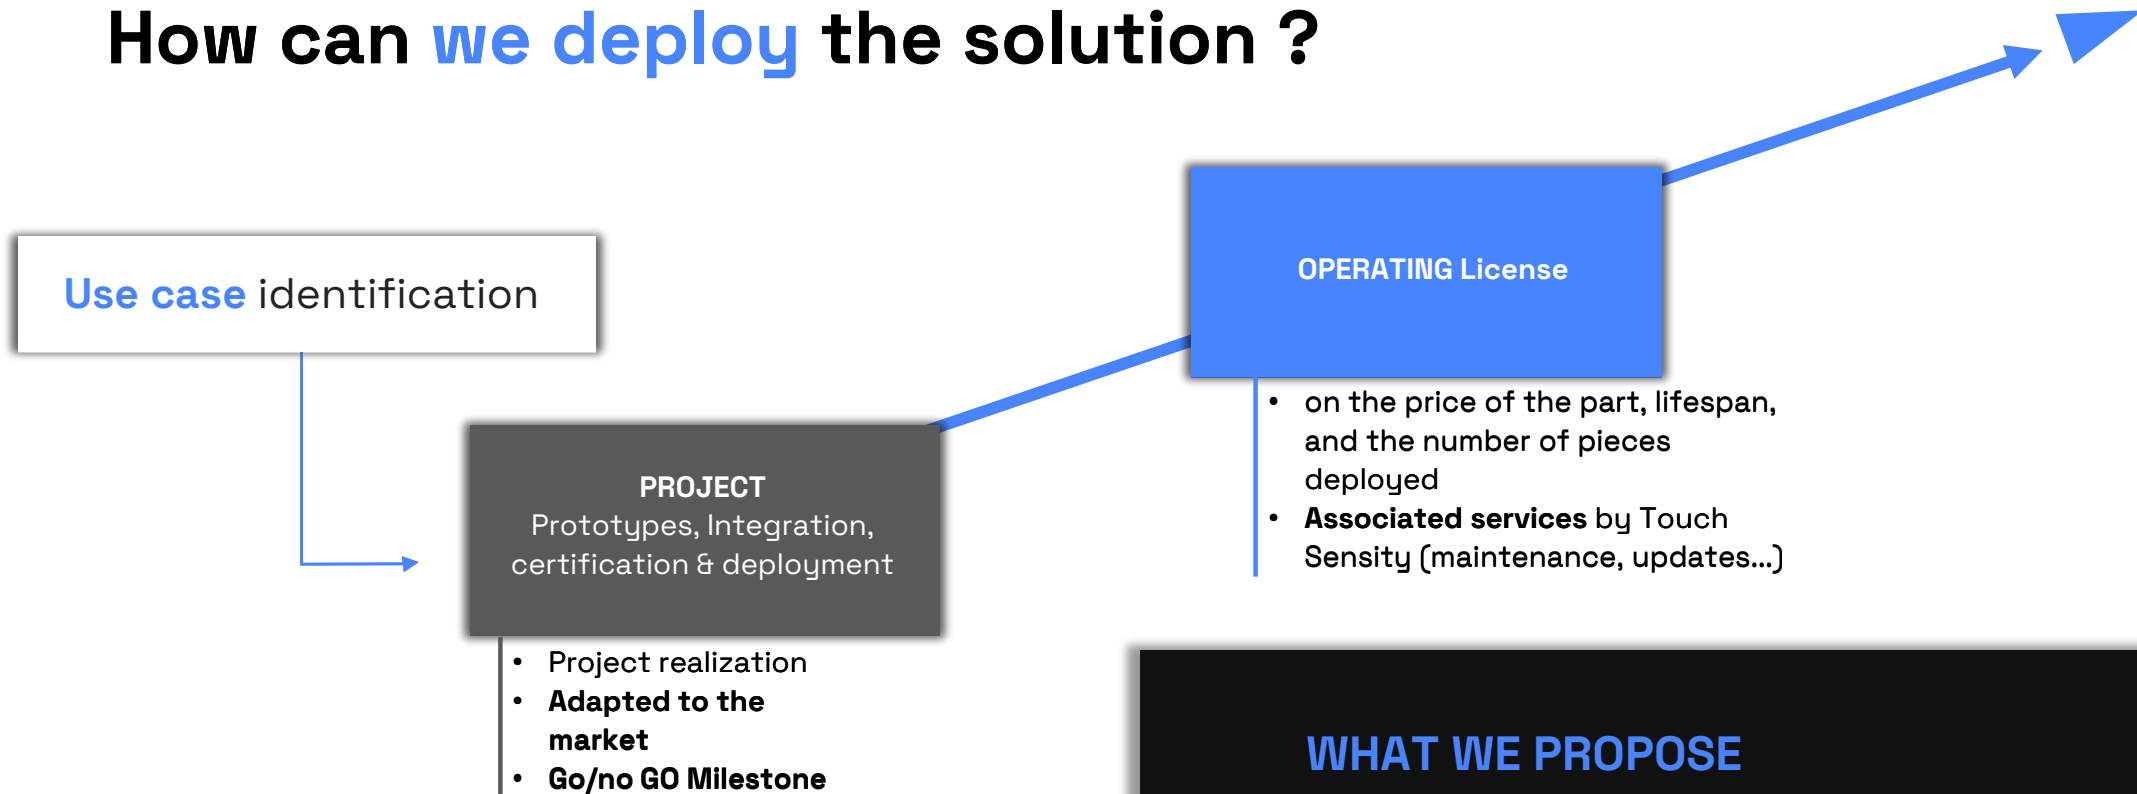 How can we deploy the solution ?
Use case identification
PROJECT
Prototypes, Integration,
certification & deployment
• Project realization
• Adapted to the
market
• Go/no GO Milestone
OPERATING License
• on the price of the part, lifespan,
and the number of pieces
deployed
• Associated services by Touch
Sensity (maintenance, updates...)
WHAT WE PROPOSE